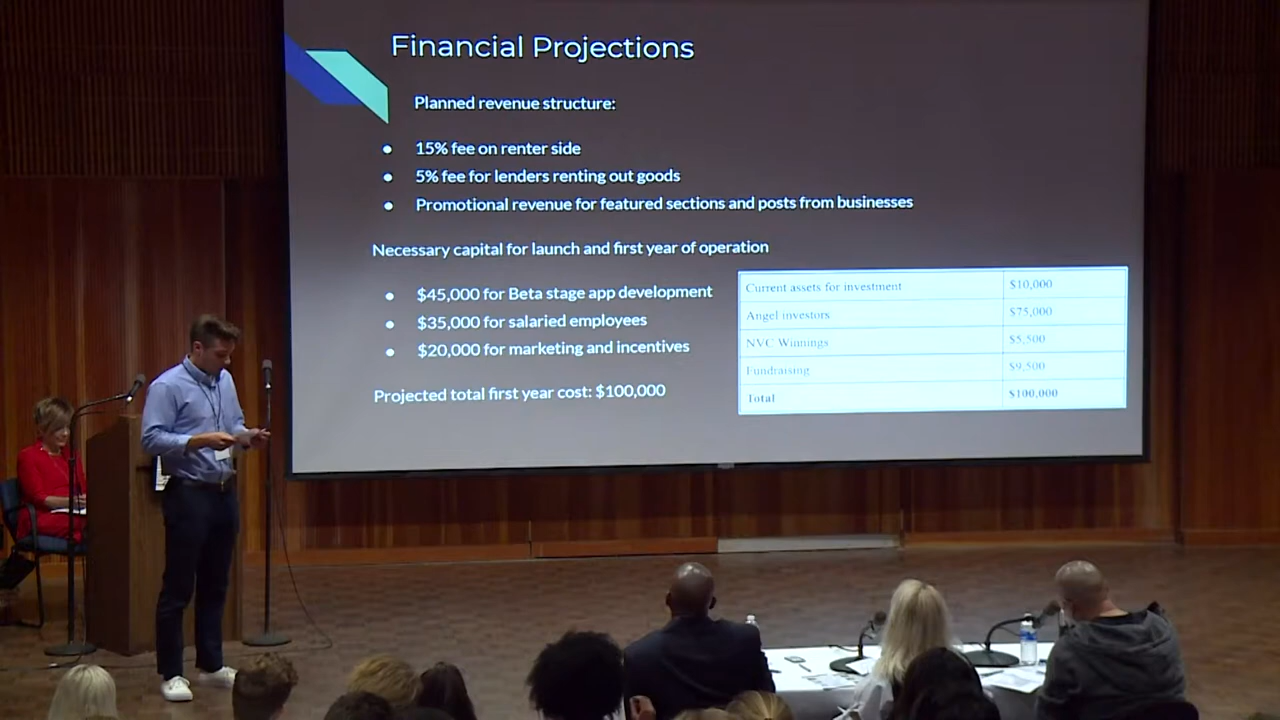 Financial Projections
Planned revenue structure:
● 15% fee on renter side
● 5% fee for lenders renting out goods
● Promotional revenue for featured sections and posts from businesses
Necessary capital for launch and first year of operation
● $45,000 for Beta stage app development
● $35,000 for salaried employees
● $20,000 for marketing and incentives
Projected total first year cost: $100,000
Current assets for investment $10,000
Angel investors $75,000
NVC Winnings $5,500
Fundraising $9,500
Total $100,000